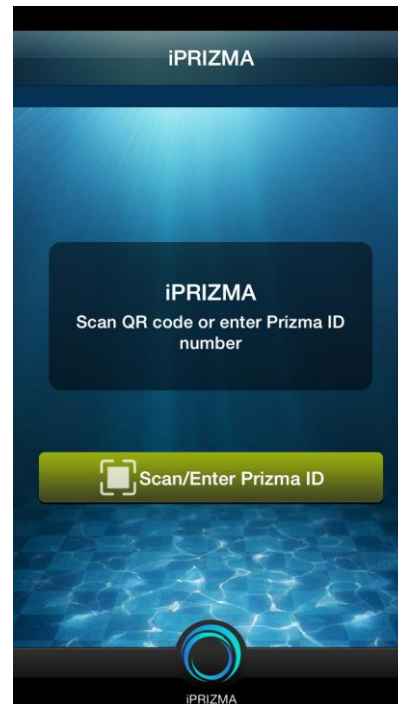 iPRIZMA
iPRIZMA
Scan QR code or enter Prizma ID
number
Scan/Enter Prizma ID
iPRIZMA